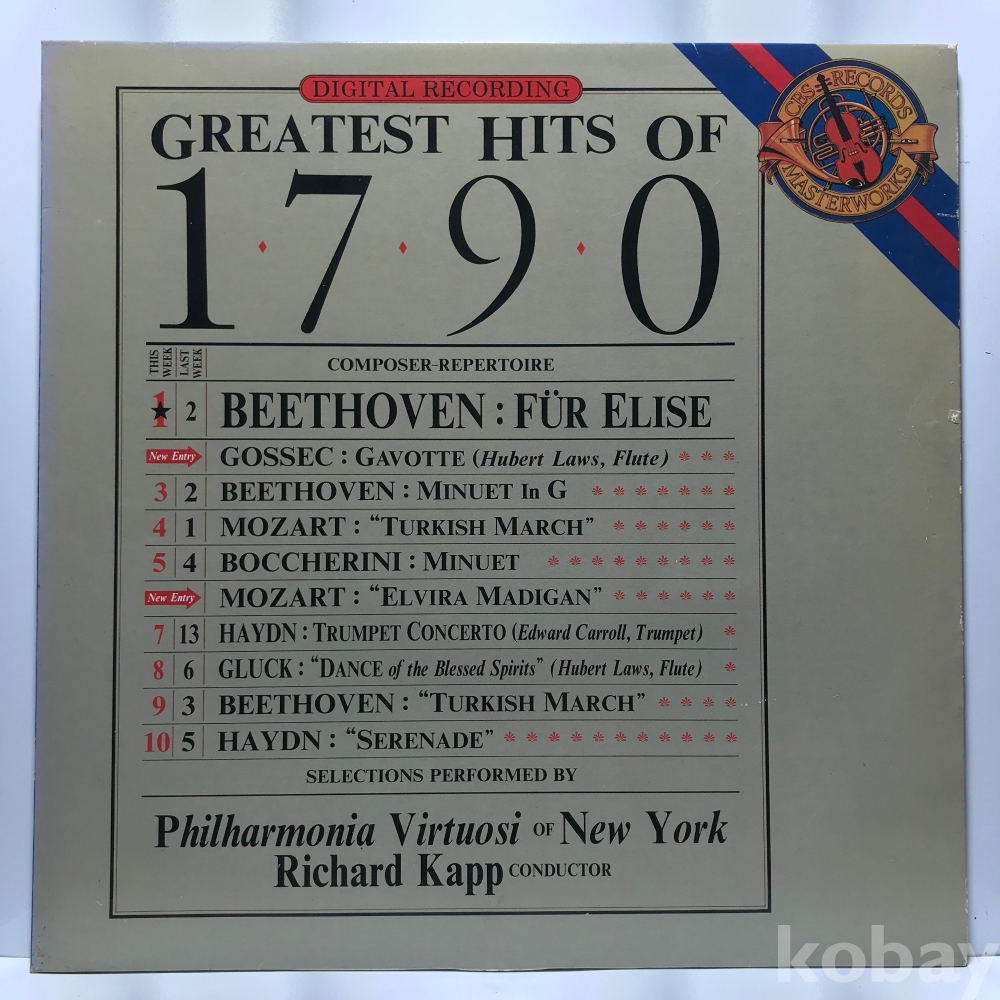 DIGITAL RECORDING
GREATEST HITS OF
1·7·9·0
CBS RECORDS
MASTERWORKS
THIS WEEK LAST WEEK COMPOSER-REPERTOIRE
1 2 BEETHOVEN: FÜR ELISE
New Entry GOSSEC: GAVOTTE (Hubert Laws, Flute) * * *
3 2 BEETHOVEN: MINUET In G * * * * * * *
4 1 MOZART: "TURKISH MARCH" * * * * * *
5 4 BOCCHERINI: MINUET * * * * * * * * *
New Entry MOZART: "ELVIRA MADIGAN" * * * * * *
7 13 HAYDN: TRUMPET CONCERTO (Edward Carroll, Trumpet) *
8 6 GLUCK: "DANCE of the Blessed Spirits" (Hubert Laws, Flute) *
9 3 BEETHOVEN: "TURKISH MARCH" * * * *
10 5 HAYDN: "SERENADE" * * * * * * * * * * *
SELECTIONS PERFORMED BY
Philharmonia Virtuosi OF New York
Richard Kapp CONDUCTOR
kobay